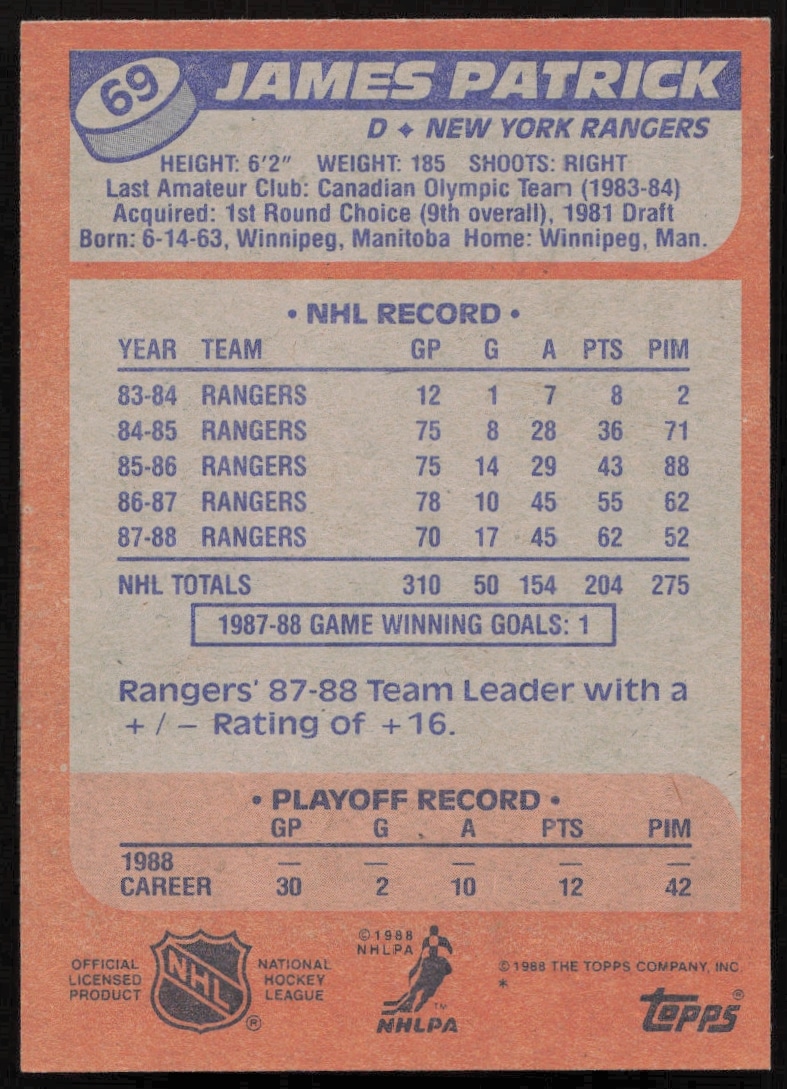 69
JAMES PATRICK
D ✦ NEW YORK RANGERS
HEIGHT: 6'2" WEIGHT: 185 SHOOTS: RIGHT
Last Amateur Club: Canadian Olympic Team (1983-84)
Acquired: 1st Round Choice (9th overall), 1981 Draft
Born: 6-14-63, Winnipeg, Manitoba Home: Winnipeg, Man.
• NHL RECORD •
YEAR TEAM GP G A PTS PIM
83-84 RANGERS 12 1 7 8 2
84-85 RANGERS 75 8 28 36 71
85-86 RANGERS 75 14 29 43 88
86-87 RANGERS 78 10 45 55 62
87-88 RANGERS 70 17 45 62 52
NHL TOTALS 310 50 154 204 275
1987-88 GAME WINNING GOALS: 1
Rangers' 87-88 Team Leader with a
+ / − Rating of +16.
• PLAYOFF RECORD •
GP G A PTS PIM
1988 — — — — —
CAREER 30 2 10 12 42
OFFICIAL
LICENSED
PRODUCT
NHL
®
NATIONAL
HOCKEY
LEAGUE
©1988
NHLPA
™
NHLPA
©1988 THE TOPPS COMPANY, INC.
*
topps®